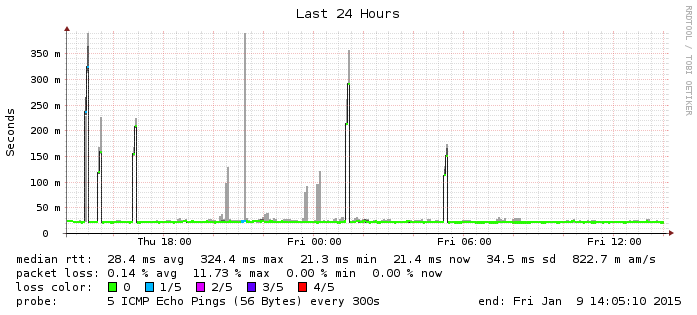 Last 24 Hours
RRDTOOL / TOBI OETIKER
Seconds
350 m
300 m
250 m
200 m
150 m
100 m
50 m
0
Thu 18:00 Fri 00:00 Fri 06:00 Fri 12:00
median rtt: 28.4 ms avg 324.4 ms max 21.3 ms min 21.4 ms now 34.5 ms sd 822.7 m am/s
packet loss: 0.14 % avg 11.73 % max 0.00 % min 0.00 % now
loss color: 0 1/5 2/5 3/5 4/5
probe: 5 ICMP Echo Pings (56 Bytes) every 300s end: Fri Jan 9 14:05:10 2015